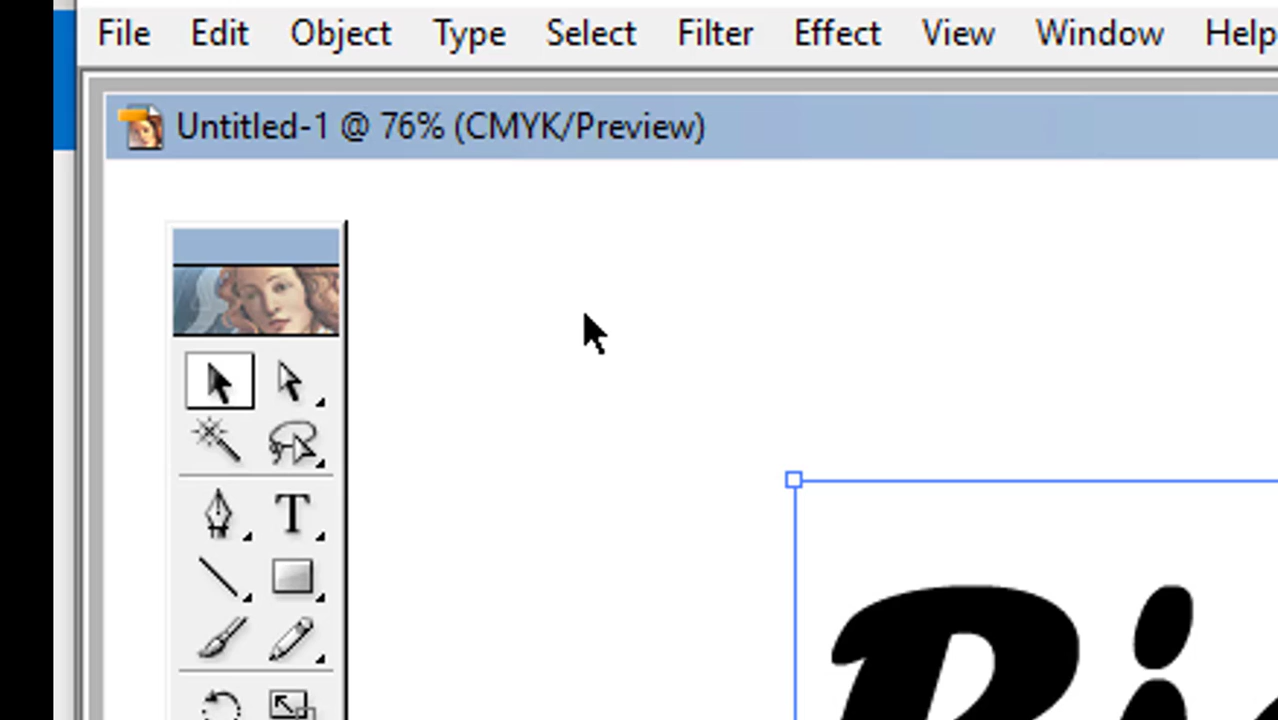 File Edit Object Type Select Filter Effect View Window Help
Untitled-1 @ 76% (CMYK/Preview)
T